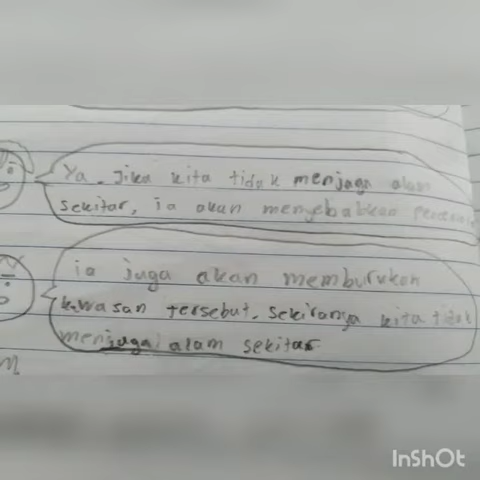 Ya. Jika kita tidak menjaga alam
sekitar, ia akan menyebabkan
ia juga akan memburukan
kawasan tersebut. sekiranya kita tidak
menjaga alam sekitar
InShOt